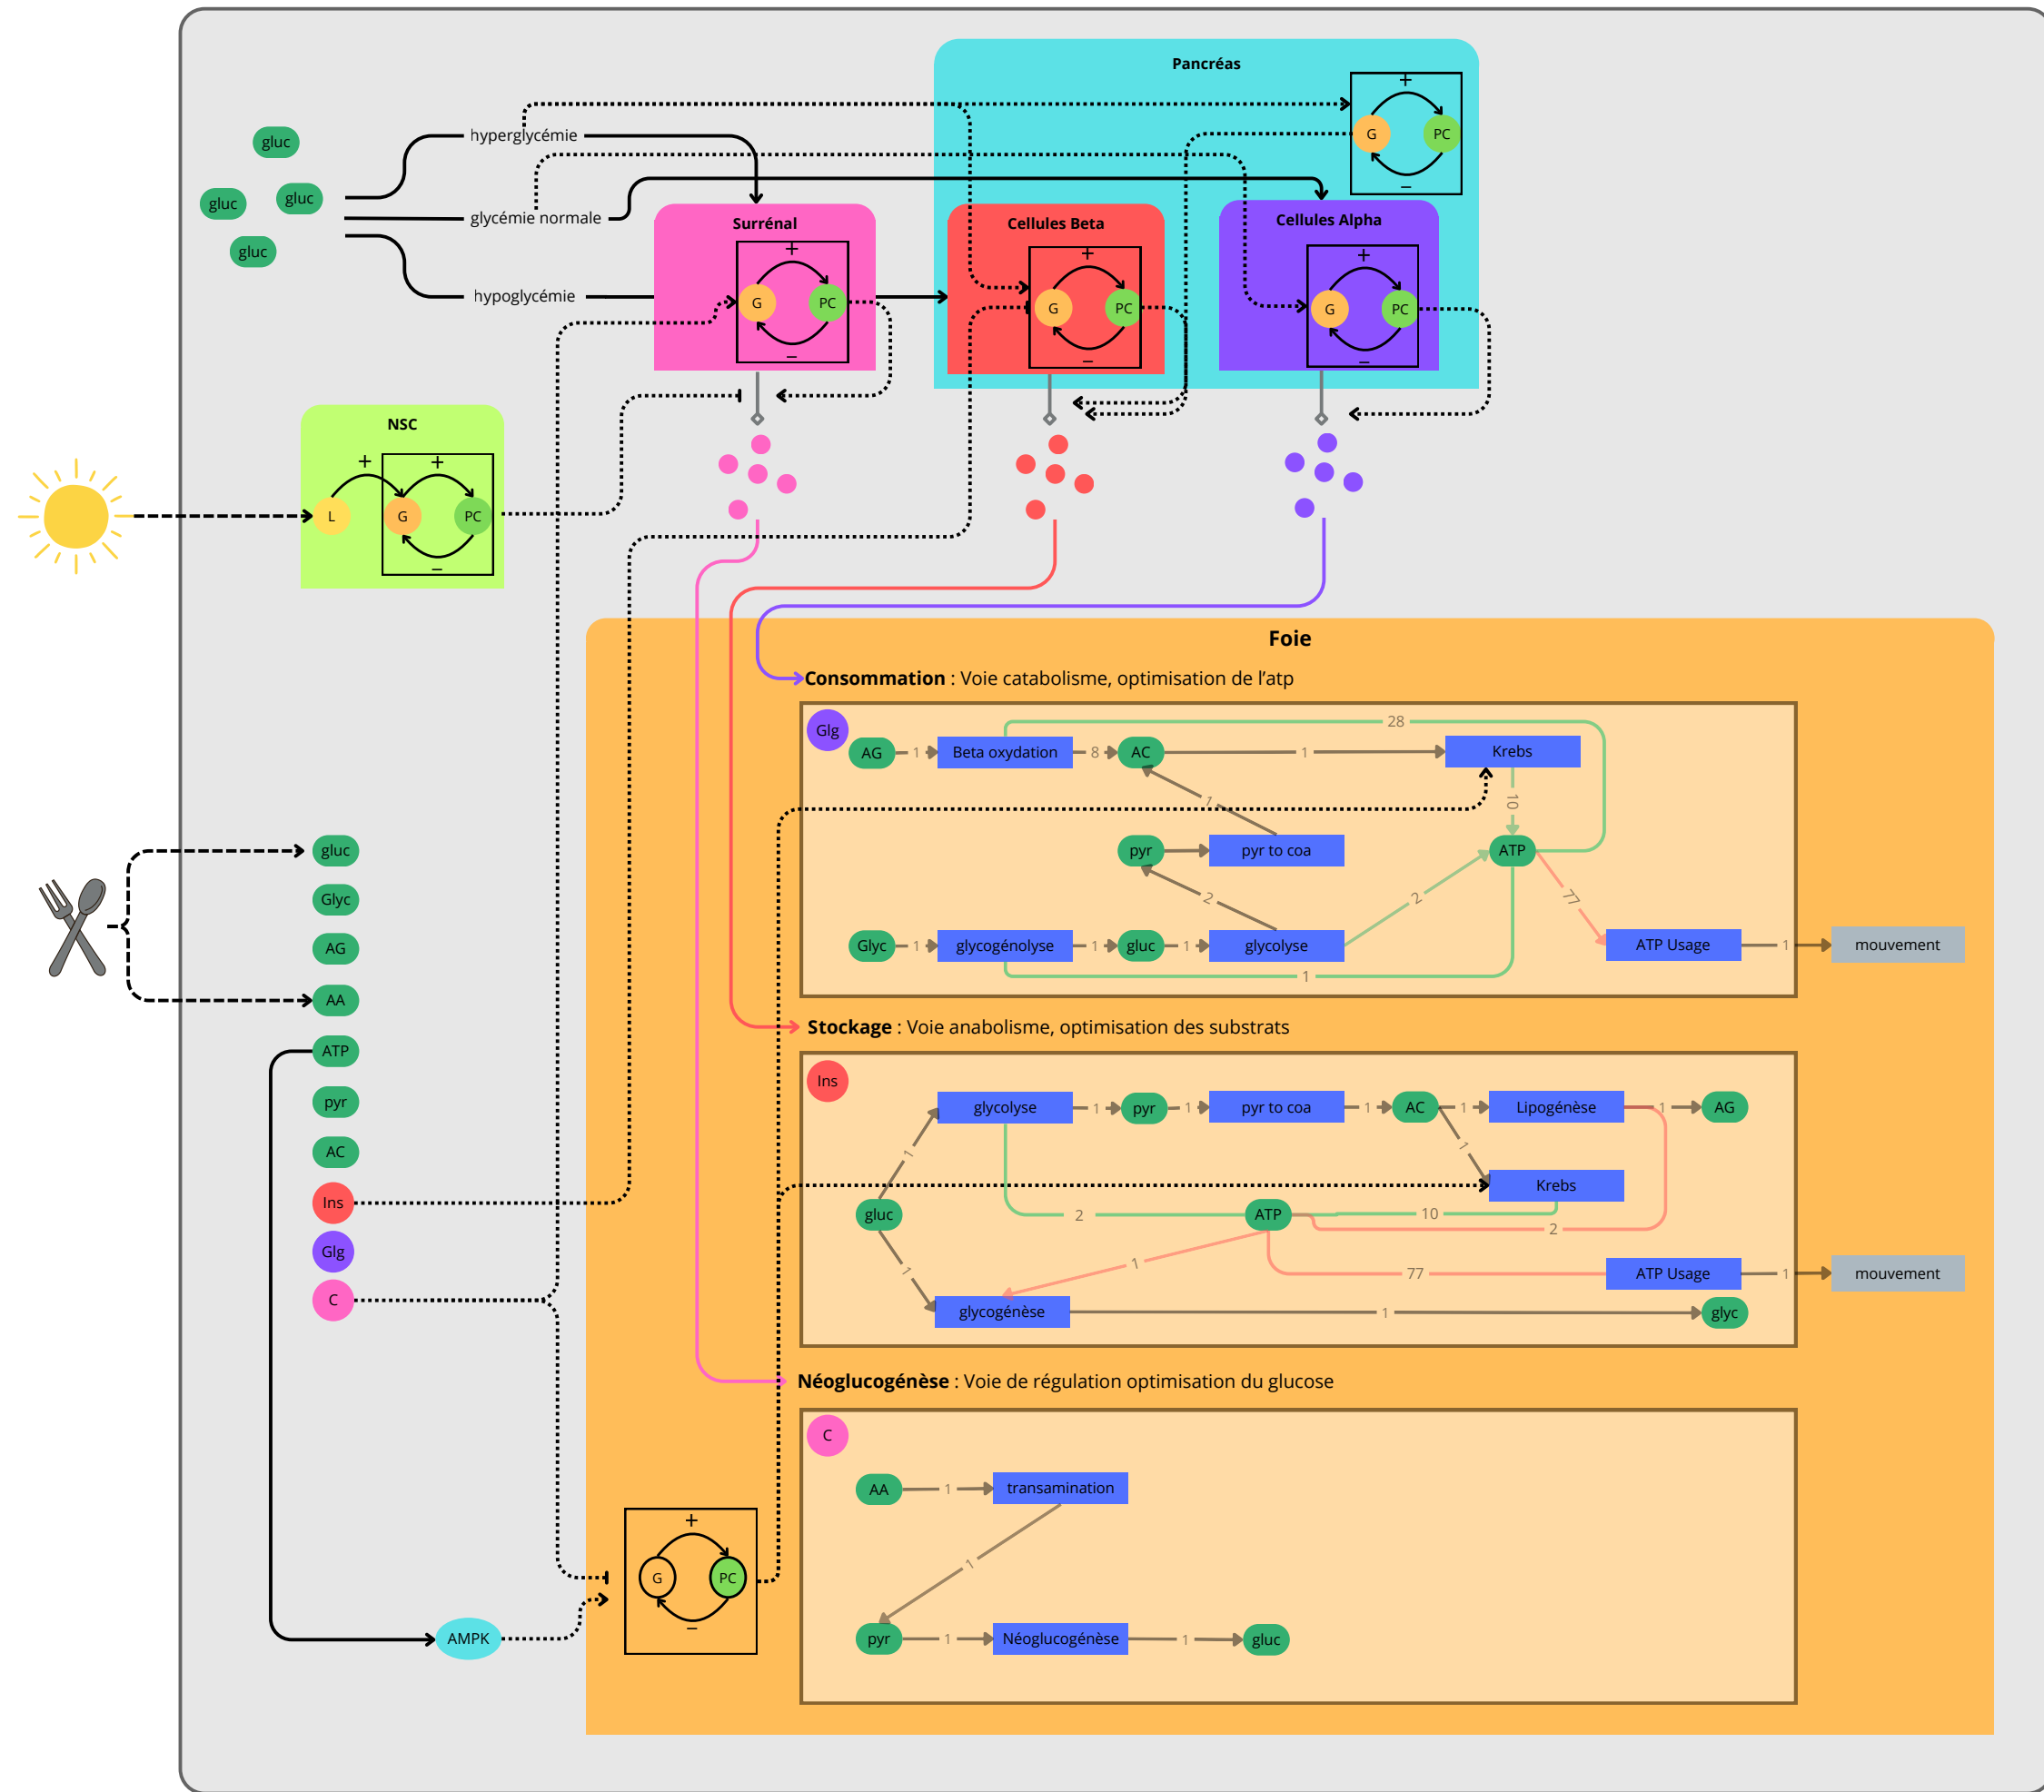 Pancréas
+
G
PC
–
hyperglycémie
gluc
gluc
gluc
gluc
glycémie normale
hypoglycémie
Surrénal
+
G
PC
–
Cellules Beta
+
G
PC
–
Cellules Alpha
+
G
PC
–
NSC
+
+
L
G
PC
–
Foie
Consommation : Voie catabolisme, optimisation de l'atp
Glg
28
AG
1
Beta oxydation
8
AC
1
Krebs
1
10
pyr
pyr to coa
ATP
2
2
77
Glyc
1
glycogénolyse
1
gluc
1
glycolyse
ATP Usage
1
mouvement
1
gluc
Glyc
AG
AA
ATP
pyr
AC
Ins
Glg
C
Stockage : Voie anabolisme, optimisation des substrats
Ins
glycolyse
1
pyr
1
pyr to coa
1
AC
1
Lipogénèse
1
AG
1
1
Krebs
gluc
2
ATP
10
2
1
1
77
ATP Usage
1
mouvement
glycogénèse
1
glyc
Néoglucogénèse : Voie de régulation optimisation du glucose
C
AA
1
transamination
1
pyr
1
Néoglucogénèse
1
gluc
+
G
PC
–
AMPK